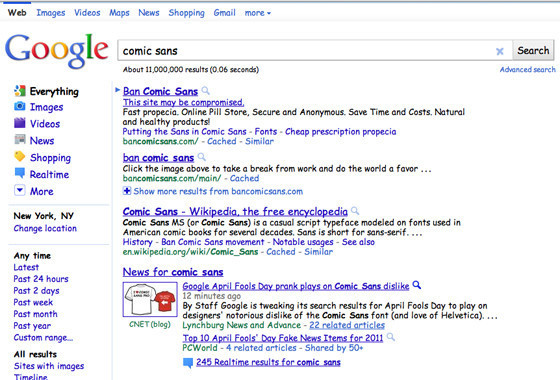 Web Images Videos Maps News Shopping Gmail more
Google
comic sans
Search
About 11,000,000 results (0.06 seconds)
Advanced search
Everything
Images
Videos
News
Shopping
Realtime
More
New York, NY
Change location
Any time
Latest
Past 24 hours
Past 2 days
Past week
Past month
Past year
Custom range...
All results
Sites with images
Timeline
Ban Comic Sans
This site may be compromised.
Fast propecia. Online Pill Store, Secure and Anonymous. Save Time and Costs. Natural
and healthy products!
Putting the Sans in Comic Sans - Fonts - Cheap prescription propecia
bancomicsans.com/ - Cached - Similar
ban comic sans
Click the image above to take a break from work and do the world a favor ...
bancomicsans.com/main/ - Cached
Show more results from bancomicsans.com
Comic Sans - Wikipedia, the free encyclopedia
Comic Sans MS (or Comic Sans) is a casual script typeface modeled on fonts used in
American comic books for several decades. Sans is short for sans-serif. ...
History - Ban Comic Sans movement - Notable usages - See also
en.wikipedia.org/wiki/Comic_Sans - Cached - Similar
News for comic sans
CNET (blog)
Google April Fools Day prank plays on Comic Sans dislike
12 minutes ago
By Staff Google is tweaking its search results for April Fools Day to play on
designers' notorious dislike of the Comic Sans font (and love of Helvetica). ...
Lynchburg News and Advance - 22 related articles
Top 10 April Fools' Day Fake News Items for 2011
PCWorld - 4 related articles - Shared by 50+
245 Realtime results for comic sans